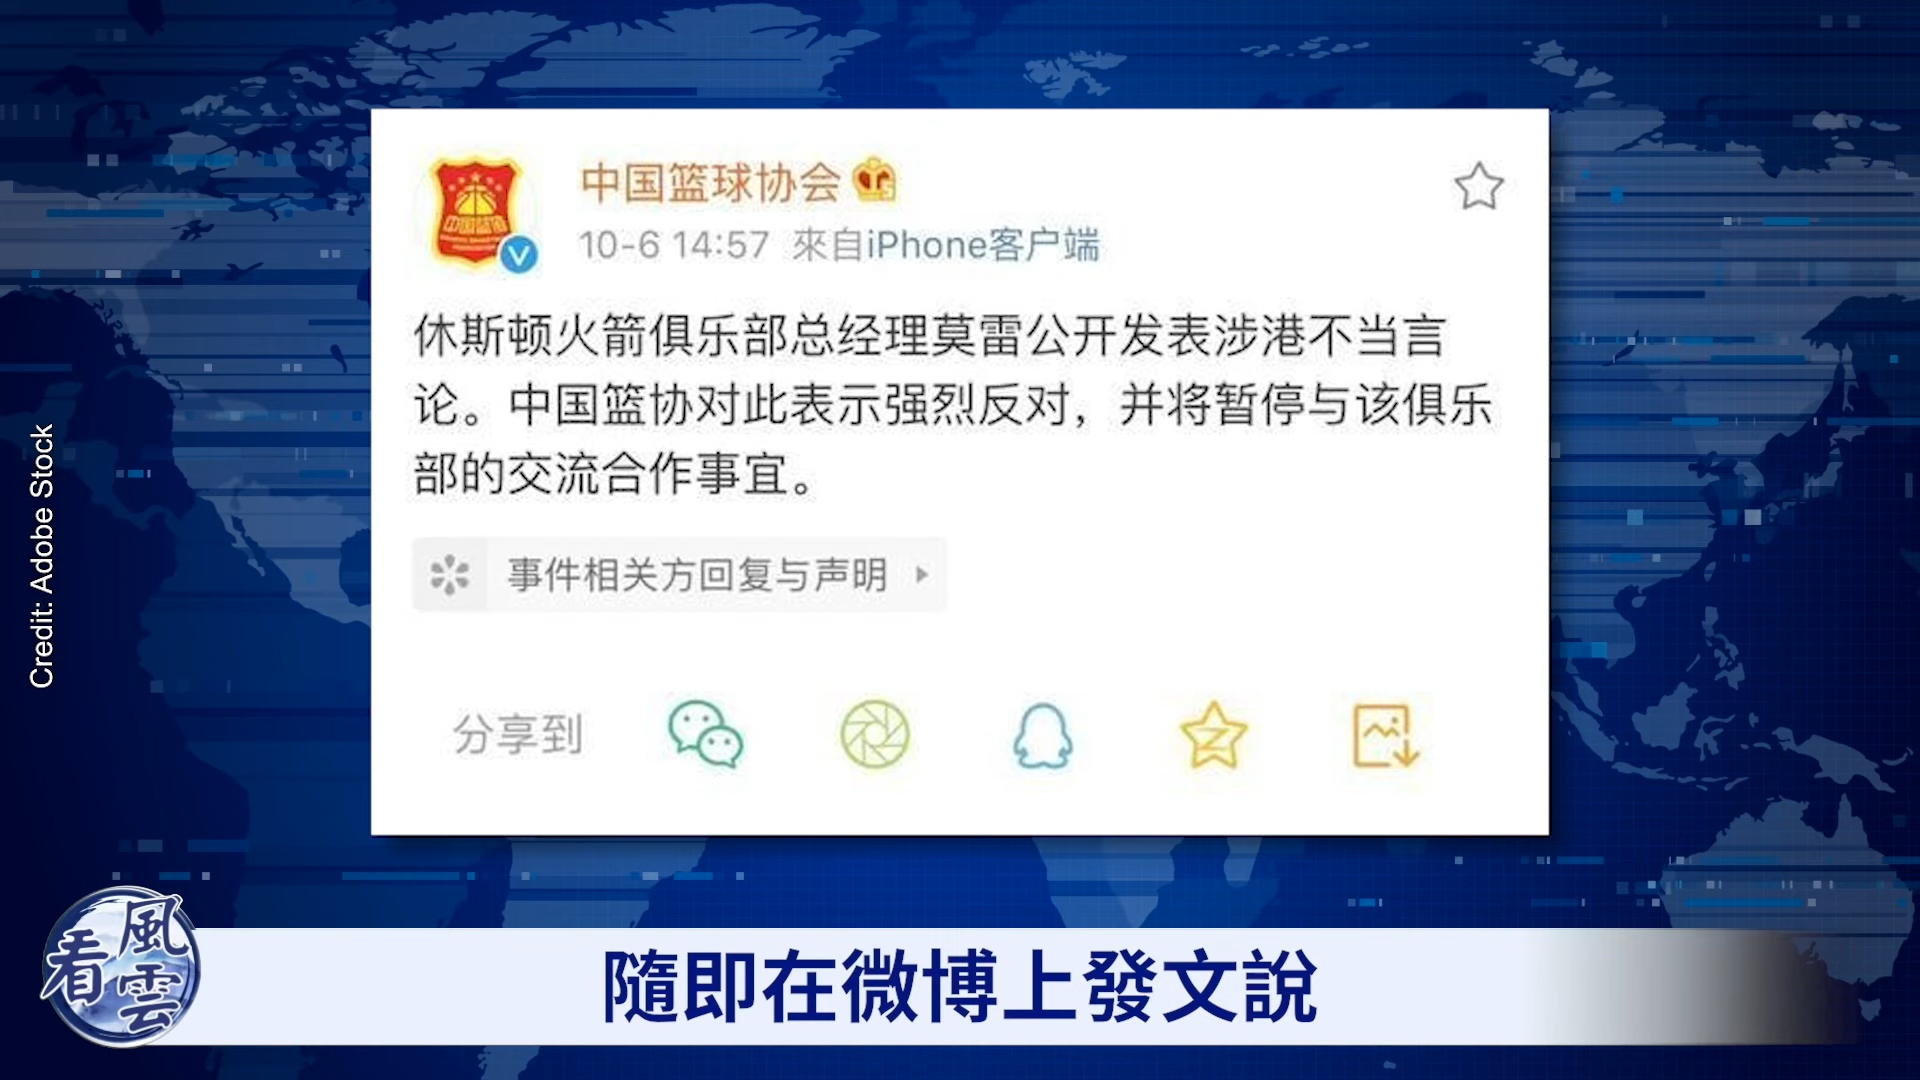 中国篮球协会
10-6 14:57 來自iPhone客户端
休斯顿火箭俱乐部总经理莫雷公开发表涉港不当言
论。中国篮协对此表示强烈反对，并将暂停与该俱乐
部的交流合作事宜。
事件相关方回复与声明
分享到
Credit: Adobe Stock
看風雲
隨即在微博上發文說